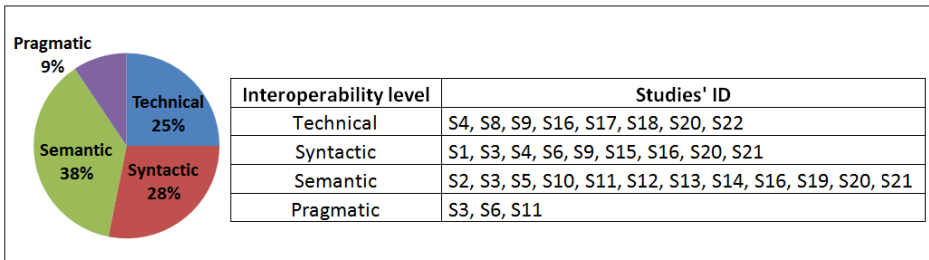 Pragmatic
9%
Technical
25%
Semantic
38%
Syntactic
28%
Interoperability level Studies' ID
Technical S4, S8, S9, S16, S17, S18, S20, S22
Syntactic S1, S3, S4, S6, S9, S15, S16, S20, S21
Semantic S2, S3, S5, S10, S11, S12, S13, S14, S16, S19, S20, S21
Pragmatic S3, S6, S11